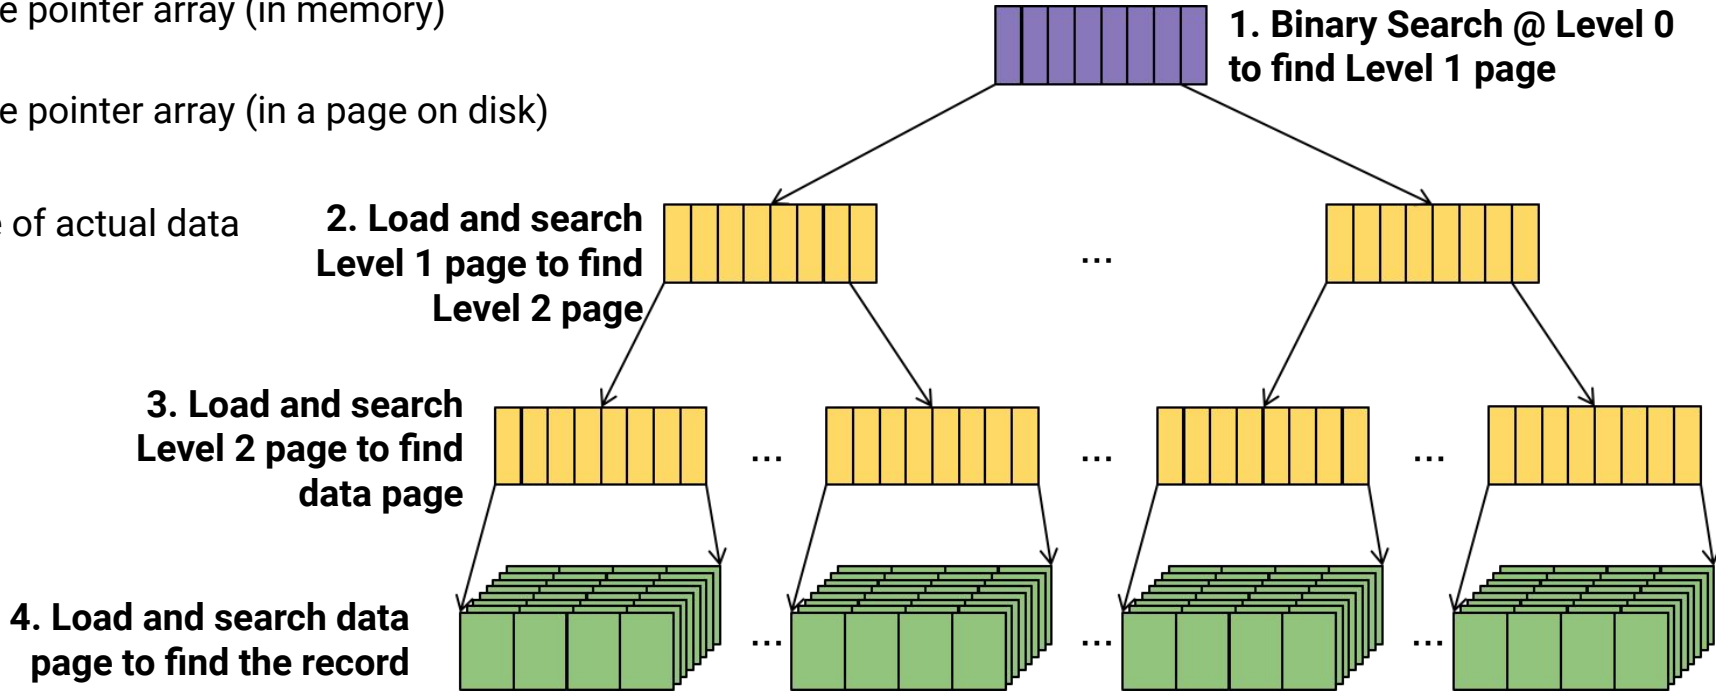 e pointer array (in memory)
e pointer array (in a page on disk)
of actual data
1. Binary Search @ Level 0
to find Level 1 page
2. Load and search
Level 1 page to find
Level 2 page
...
3. Load and search
Level 2 page to find
data page
...
...
...
4. Load and search data
page to find the record
...
...
...